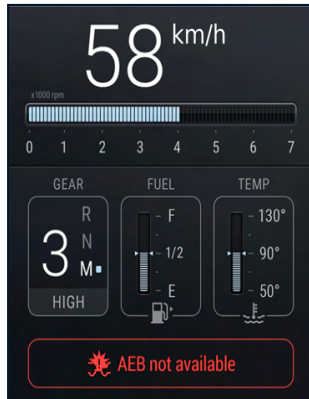 58 km/h
x1000 rpm
0 1 2 3 4 5 6 7
GEAR FUEL TEMP
R F 130°
3 N 1/2 90°
M E 50°
HIGH
AEB not available